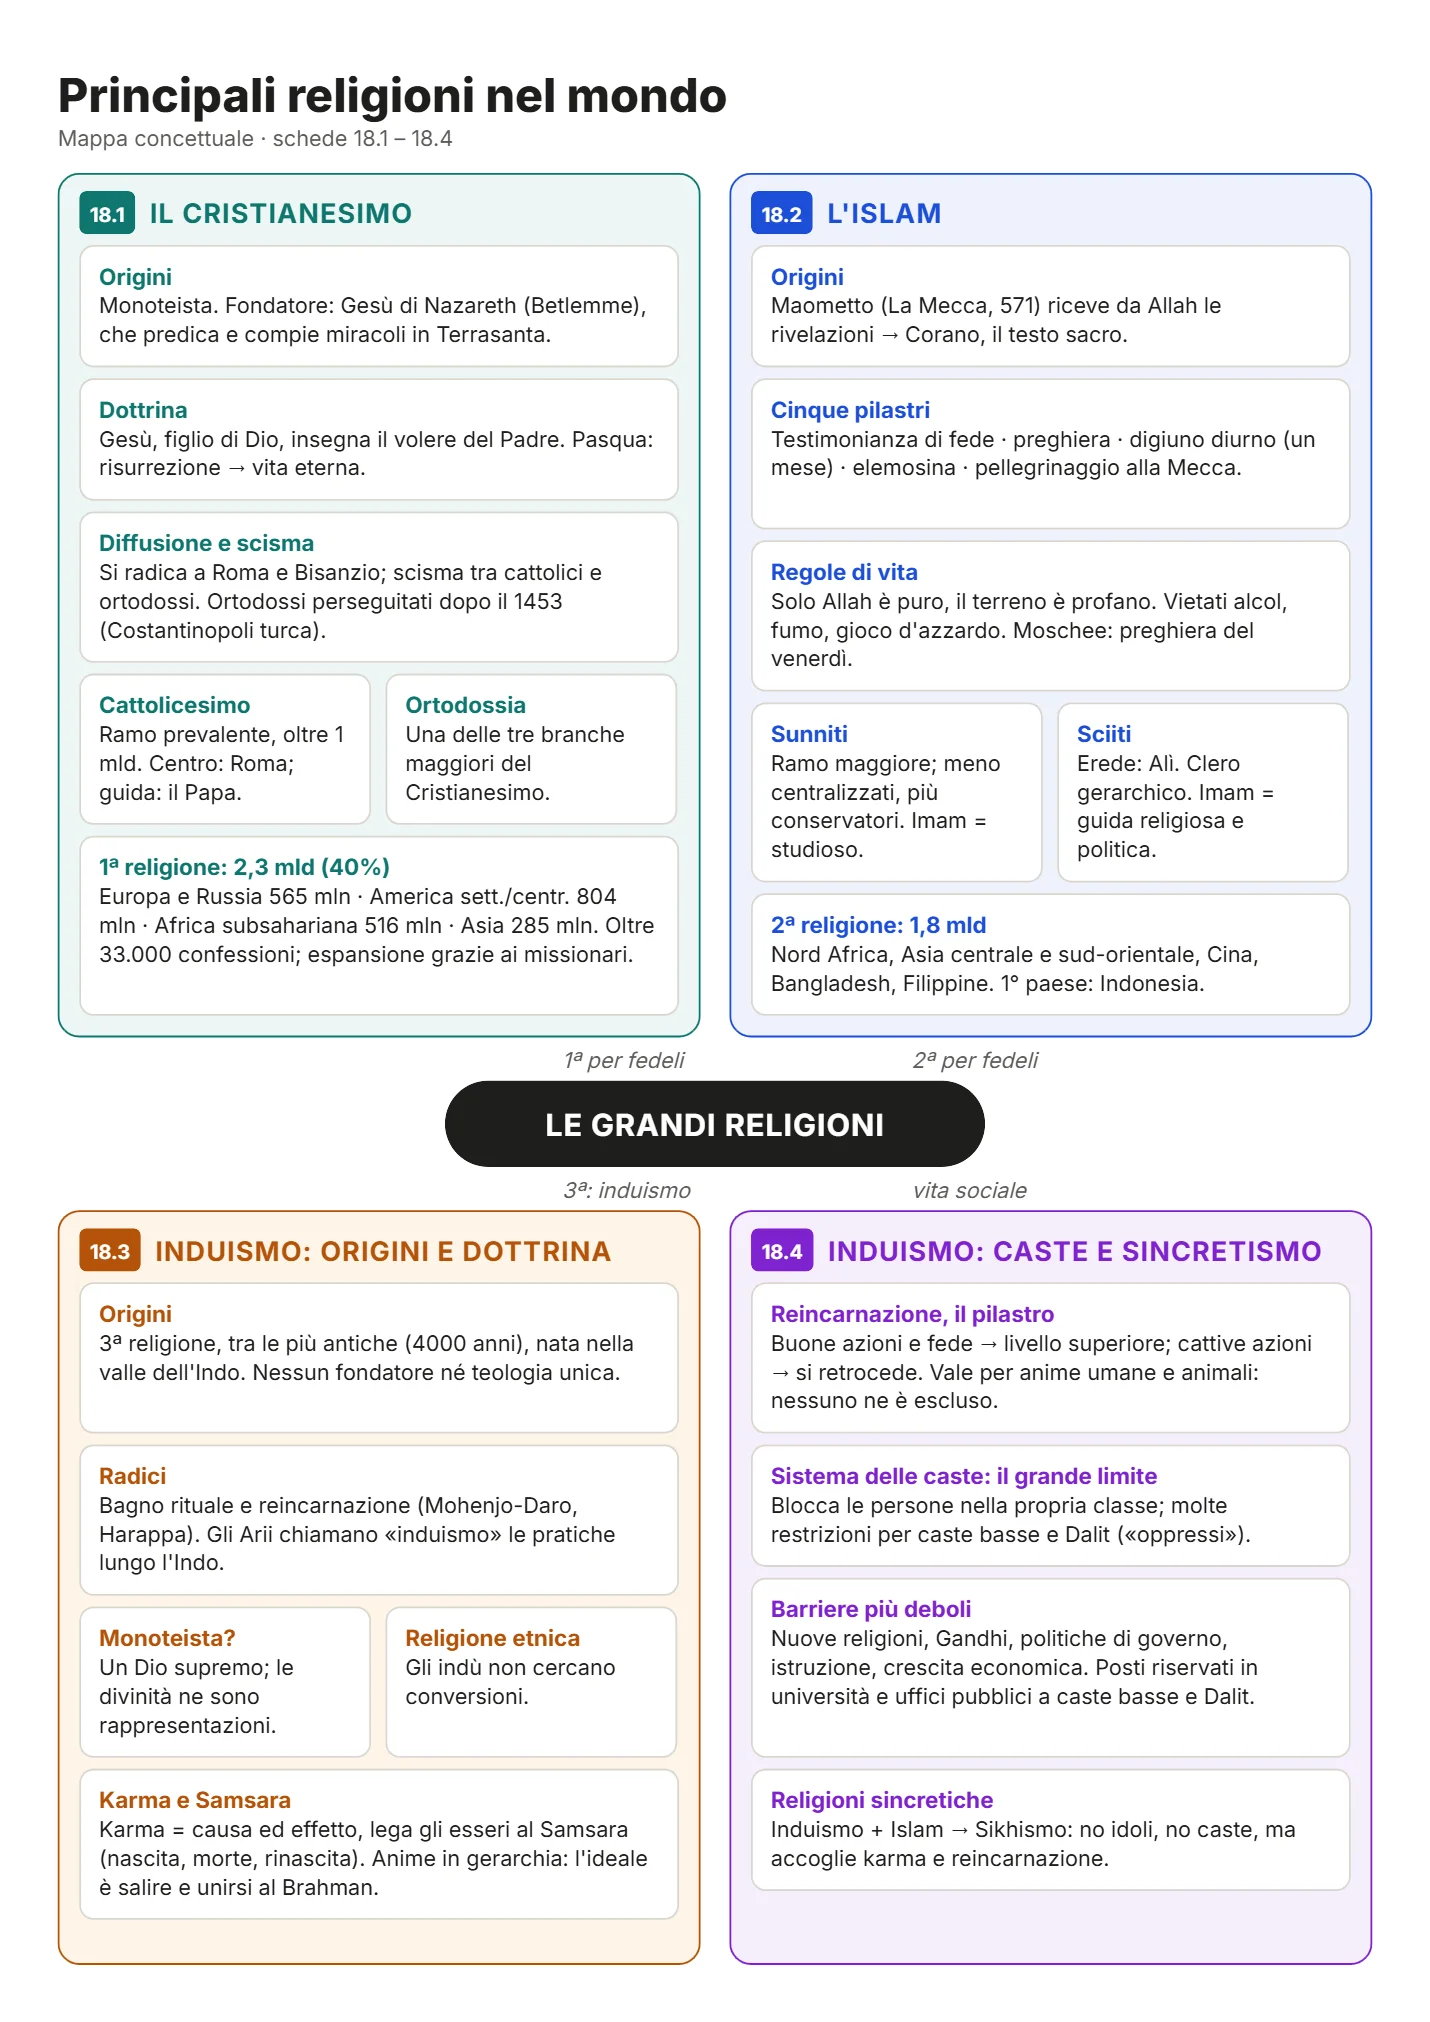 Principali religioni nel mondo
Mappa concettuale · schede 18.1 – 18.4
18.1 IL CRISTIANESIMO
Origini
Monoteista. Fondatore: Gesù di Nazareth (Betlemme),
che predica e compie miracoli in Terrasanta.
Dottrina
Gesù, figlio di Dio, insegna il volere del Padre. Pasqua:
risurrezione → vita eterna.
Diffusione e scisma
Si radica a Roma e Bisanzio; scisma tra cattolici e
ortodossi. Ortodossi perseguitati dopo il 1453
(Costantinopoli turca).
Cattolicesimo
Ramo prevalente, oltre 1
mld. Centro: Roma;
guida: il Papa.
Ortodossia
Una delle tre branche
maggiori del
Cristianesimo.
1ª religione: 2,3 mld (40%)
Europa e Russia 565 mln · America sett./centr. 804
mln · Africa subsahariana 516 mln · Asia 285 mln. Oltre
33.000 confessioni; espansione grazie ai missionari.
18.2 L'ISLAM
Origini
Maometto (La Mecca, 571) riceve da Allah le
rivelazioni → Corano, il testo sacro.
Cinque pilastri
Testimonianza di fede · preghiera · digiuno diurno (un
mese) · elemosina · pellegrinaggio alla Mecca.
Regole di vita
Solo Allah è puro, il terreno è profano. Vietati alcol,
fumo, gioco d'azzardo. Moschee: preghiera del
venerdì.
Sunniti
Ramo maggiore; meno
centralizzati, più
conservatori. Imam =
studioso.
Sciiti
Erede: Alì. Clero
gerarchico. Imam =
guida religiosa e
politica.
2ª religione: 1,8 mld
Nord Africa, Asia centrale e sud-orientale, Cina,
Bangladesh, Filippine. 1° paese: Indonesia.
1ª per fedeli
2ª per fedeli
LE GRANDI RELIGIONI
3ª: induismo
vita sociale
18.3 INDUISMO: ORIGINI E DOTTRINA
Origini
3ª religione, tra le più antiche (4000 anni), nata nella
valle dell'Indo. Nessun fondatore né teologia unica.
Radici
Bagno rituale e reincarnazione (Mohenjo-Daro,
Harappa). Gli Arii chiamano «induismo» le pratiche
lungo l'Indo.
Monoteista?
Un Dio supremo; le
divinità ne sono
rappresentazioni.
Religione etnica
Gli indù non cercano
conversioni.
Karma e Samsara
Karma = causa ed effetto, lega gli esseri al Samsara
(nascita, morte, rinascita). Anime in gerarchia: l'ideale
è salire e unirsi al Brahman.
18.4 INDUISMO: CASTE E SINCRETISMO
Reincarnazione, il pilastro
Buone azioni e fede → livello superiore; cattive azioni
→ si retrocede. Vale per anime umane e animali:
nessuno ne è escluso.
Sistema delle caste: il grande limite
Blocca le persone nella propria classe; molte
restrizioni per caste basse e Dalit («oppressi»).
Barriere più deboli
Nuove religioni, Gandhi, politiche di governo,
istruzione, crescita economica. Posti riservati in
università e uffici pubblici a caste basse e Dalit.
Religioni sincretiche
Induismo + Islam → Sikhismo: no idoli, no caste, ma
accoglie karma e reincarnazione.